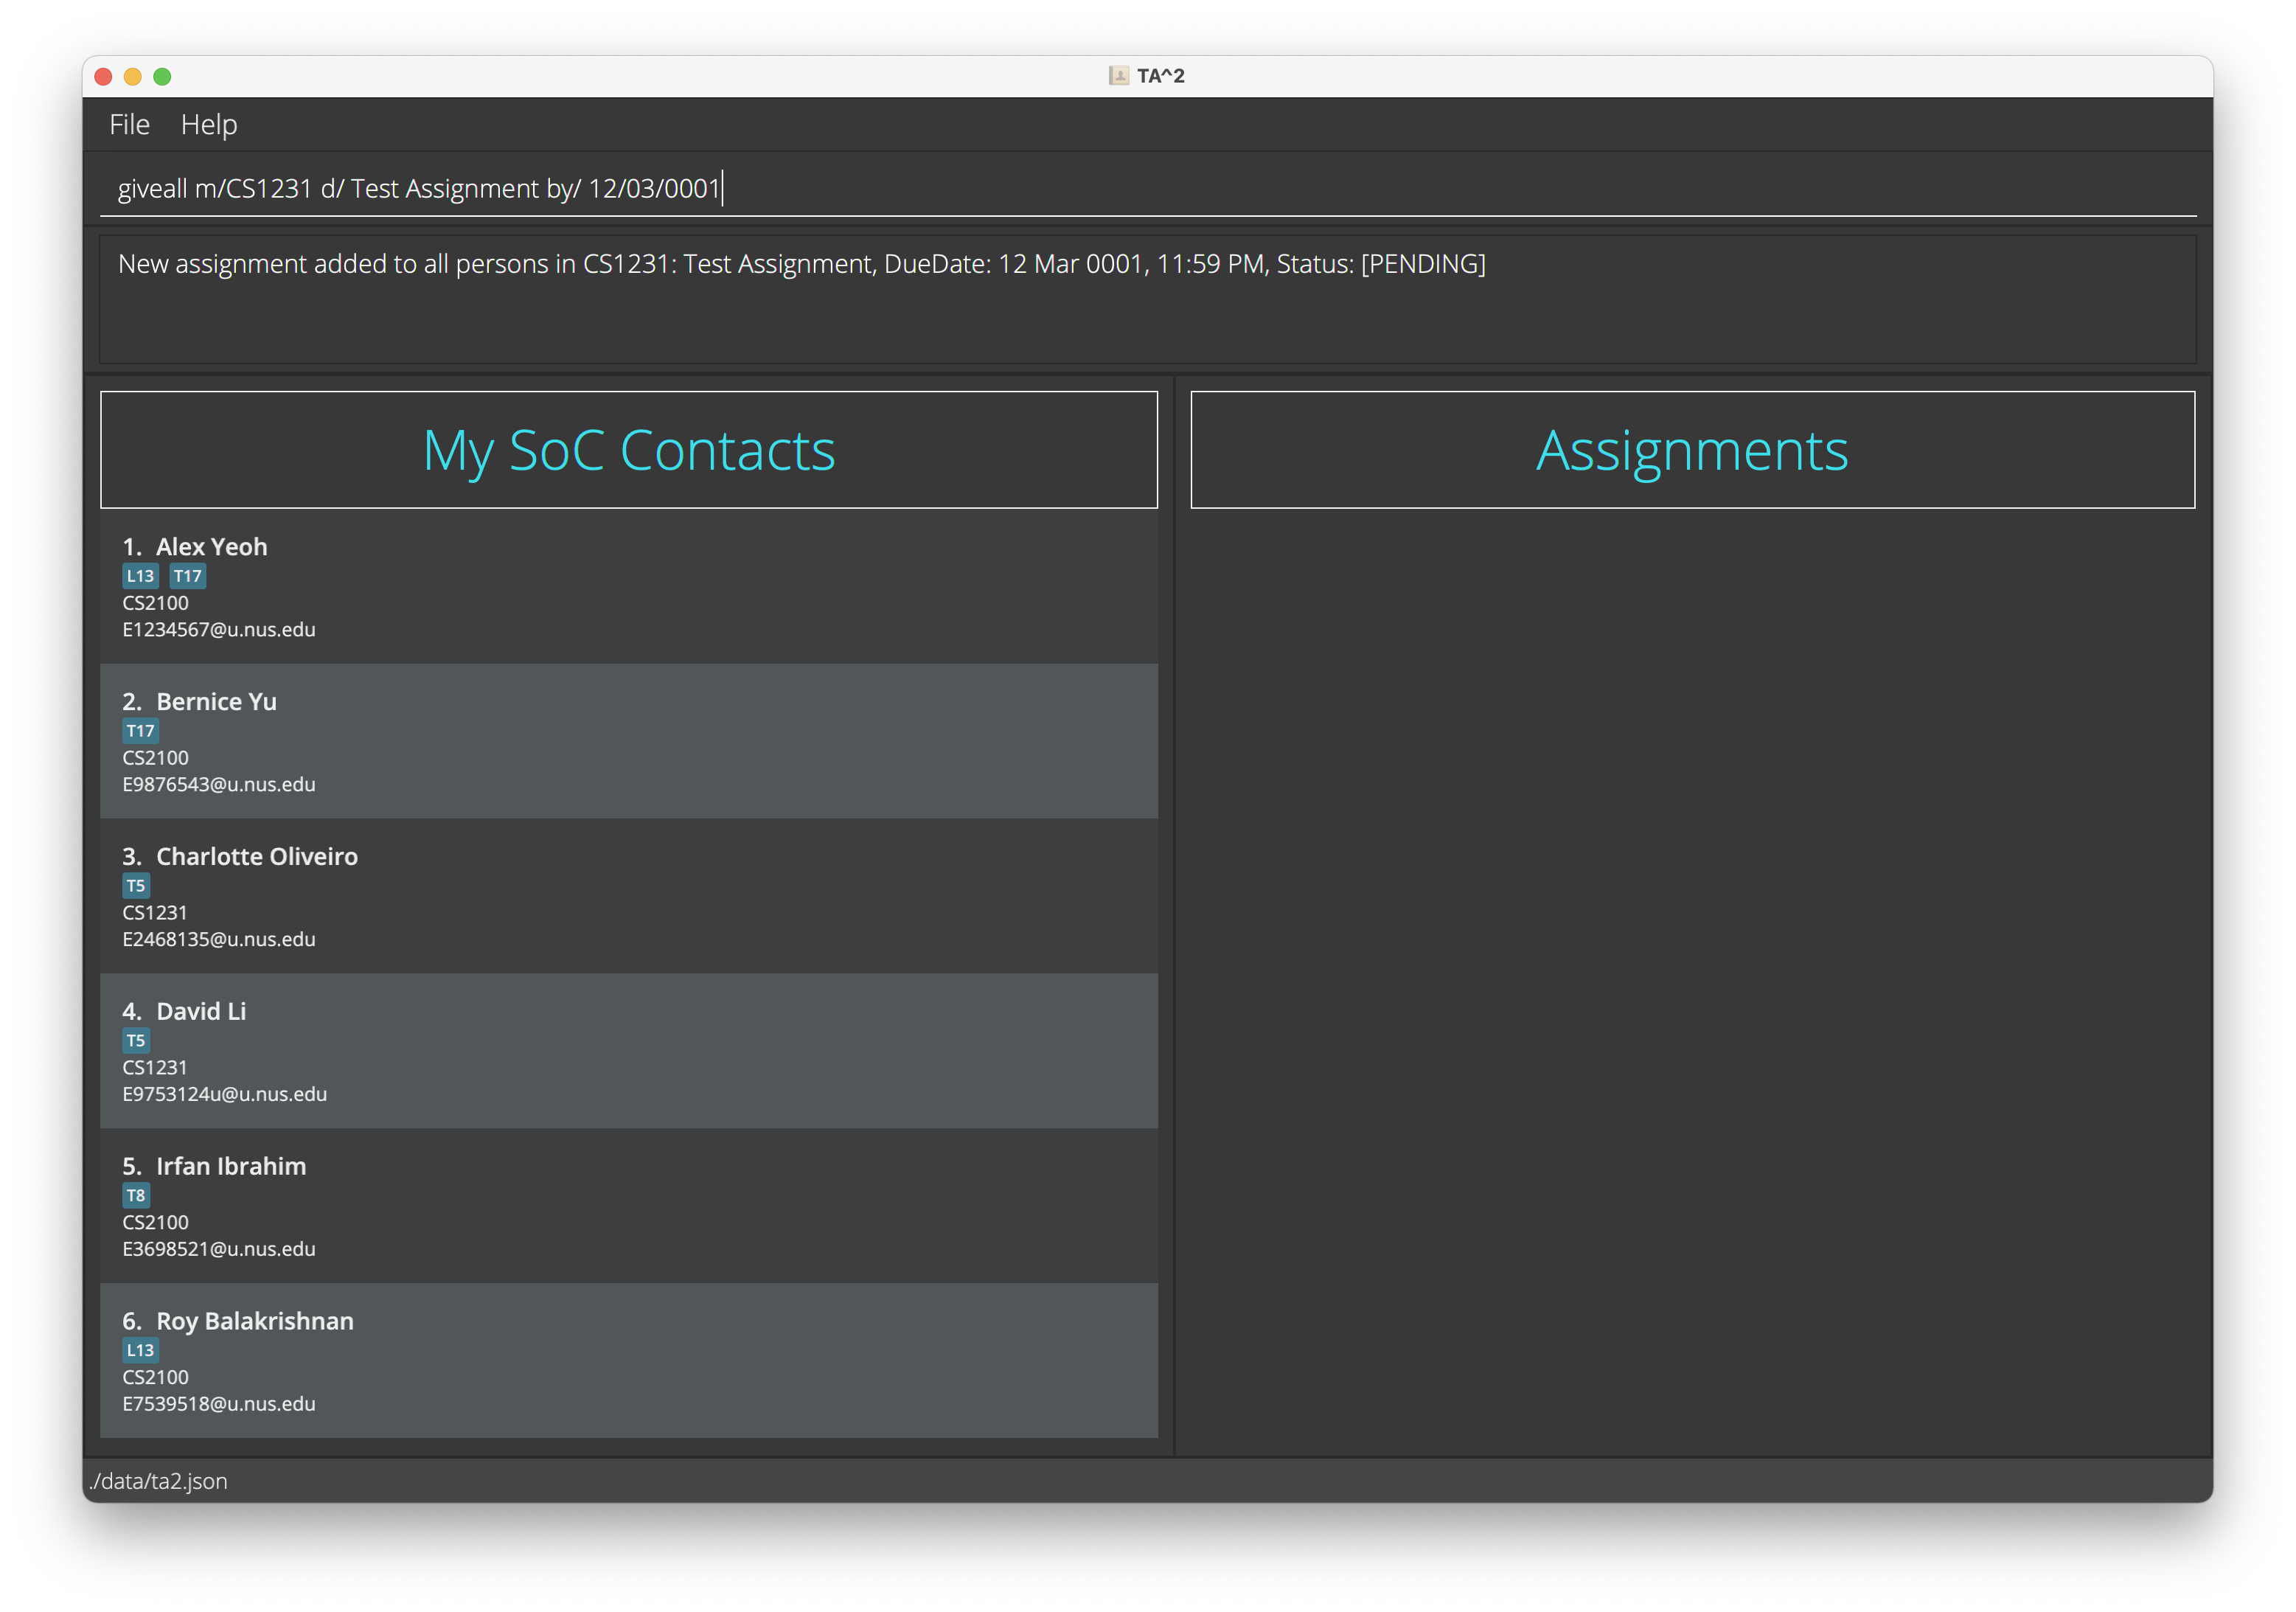 TA^2
File Help
giveall m/CS1231 d/ Test Assignment by/ 12/03/0001
New assignment added to all persons in CS1231: Test Assignment, DueDate: 12 Mar 0001, 11:59 PM, Status: [PENDING]
My SoC Contacts
1. Alex Yeoh
L13 T17
CS2100
E1234567@u.nus.edu
2. Bernice Yu
T17
CS2100
E9876543@u.nus.edu
3. Charlotte Oliveiro
T5
CS1231
E2468135@u.nus.edu
4. David Li
T5
CS1231
E9753124u@u.nus.edu
5. Irfan Ibrahim
T8
CS2100
E3698521@u.nus.edu
6. Roy Balakrishnan
L13
CS2100
E7539518@u.nus.edu
Assignments
./data/ta2.json